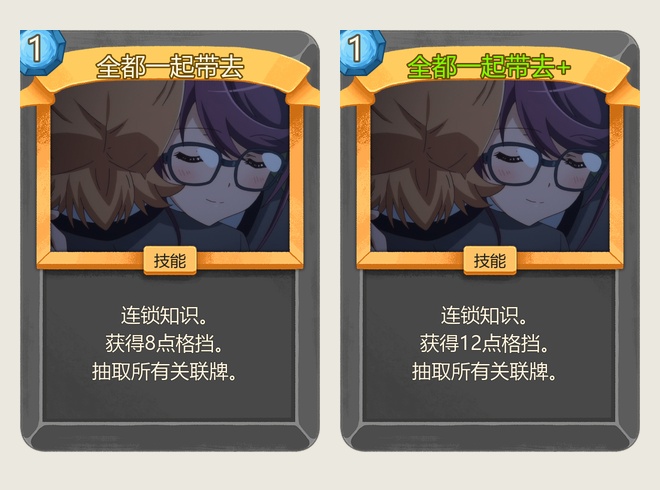 1
全都一起带去
技能
连锁知识。
获得8点格挡。
抽取所有关联牌。
1
全都一起带去+
技能
连锁知识。
获得12点格挡。
抽取所有关联牌。